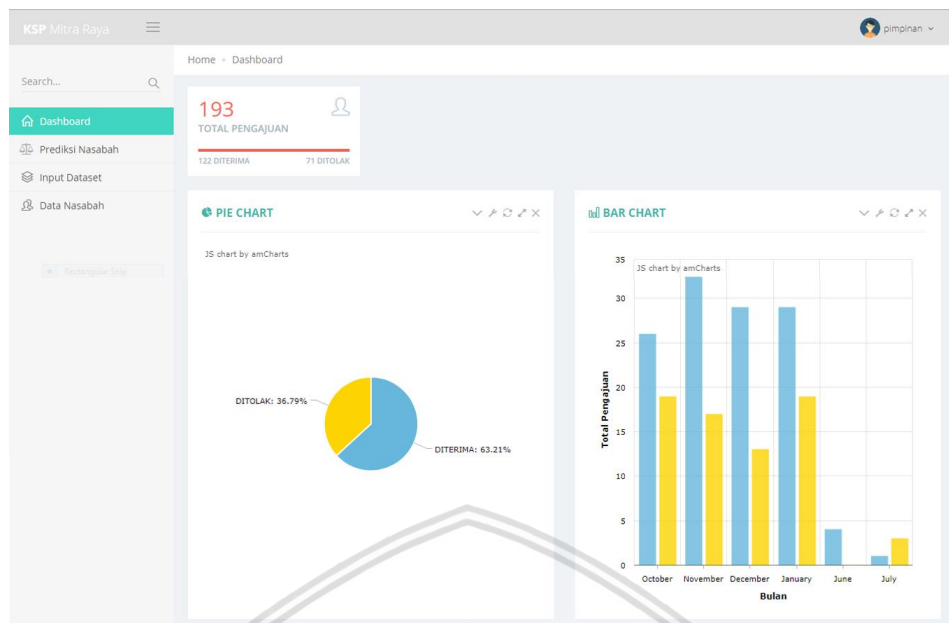 KSP Mitra Raya
pimpinan
Home Dashboard
Search...
Dashboard
Prediksi Nasabah
Input Dataset
Data Nasabah
Rectangular Snip
193
TOTAL PENGAJUAN
122 DITERIMA 71 DITOLAK
PIE CHART
JS chart by amCharts
DITOLAK: 36.79%
DITERIMA: 63.21%
BAR CHART
JS chart by amCharts
35
30
25
20
15
10
5
0
Total Pengajuan
October November December January June July
Bulan